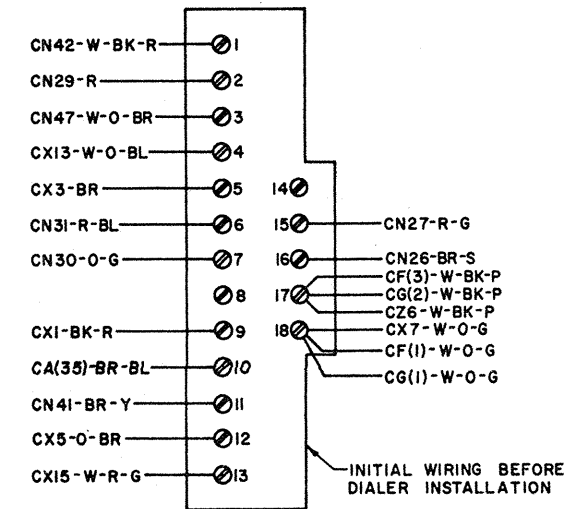 CN42-W-BK-R 1
CN29-R 2
CN47-W-O-BR 3
CX13-W-O-BL 4
CX3-BR 5 14
CN31-R-BL 6 15 CN27-R-G
CN30-O-G 7 16 CN26-BR-S
CF(3)-W-BK-P
8 17 CG(2)-W-BK-P
CZ6-W-BK-P
CX1-BK-R 9 18 CX7-W-O-G
CF(1)-W-O-G
CA(35)-BR-BL 10
CG(1)-W-O-G
CN41-BR-Y 11
CX5-O-BR 12
CX15-W-R-G 13
INITIAL WIRING BEFORE
DIALER INSTALLATION